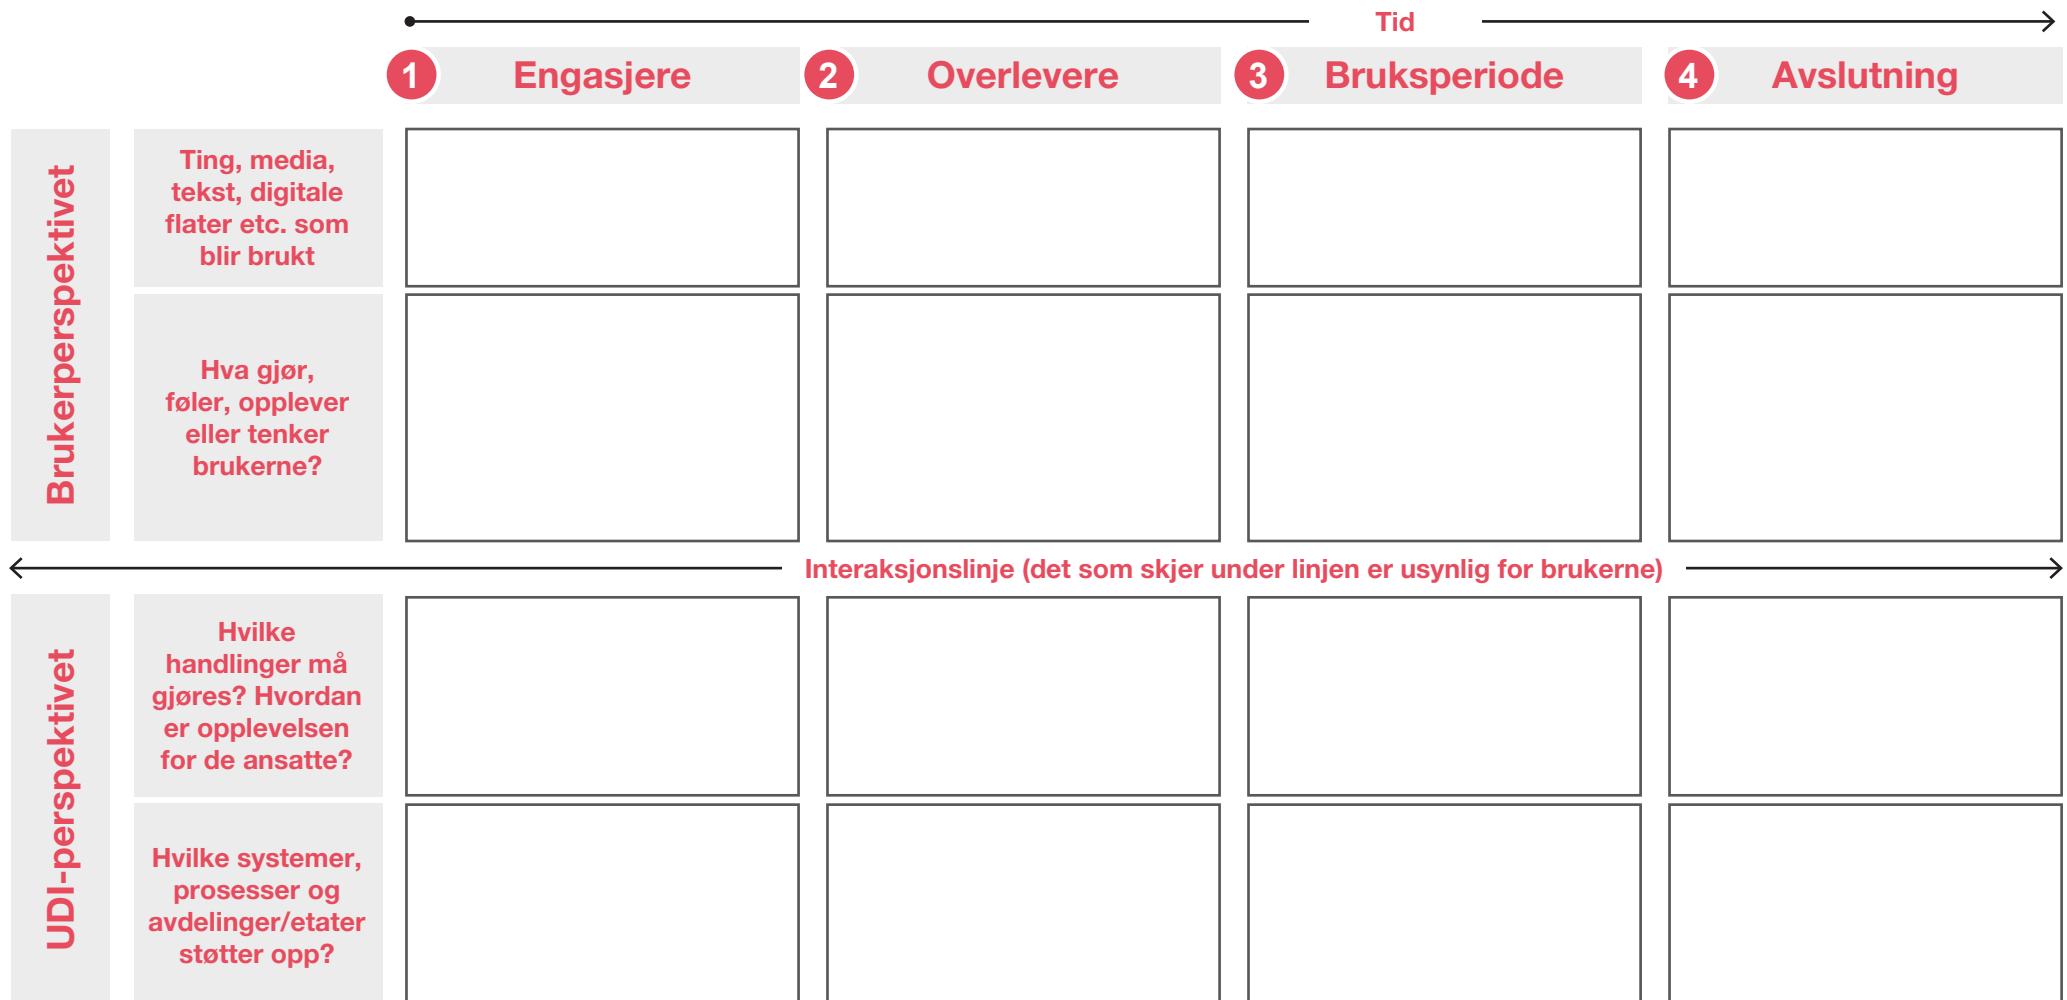 Tid
1 Engasjere
2 Overlevere
3 Bruksperiode
4 Avslutning
Brukerperspektivet
Ting, media,
tekst, digitale
flater etc. som
blir brukt
Hva gjør,
føler, opplever
eller tenker
brukerne?
Interaksjonslinje (det som skjer under linjen er usynlig for brukerne)
UDI-perspektivet
Hvilke
handlinger må
gjøres? Hvordan
er opplevelsen
for de ansatte?
Hvilke systemer,
prosesser og
avdelinger/etater
støtter opp?